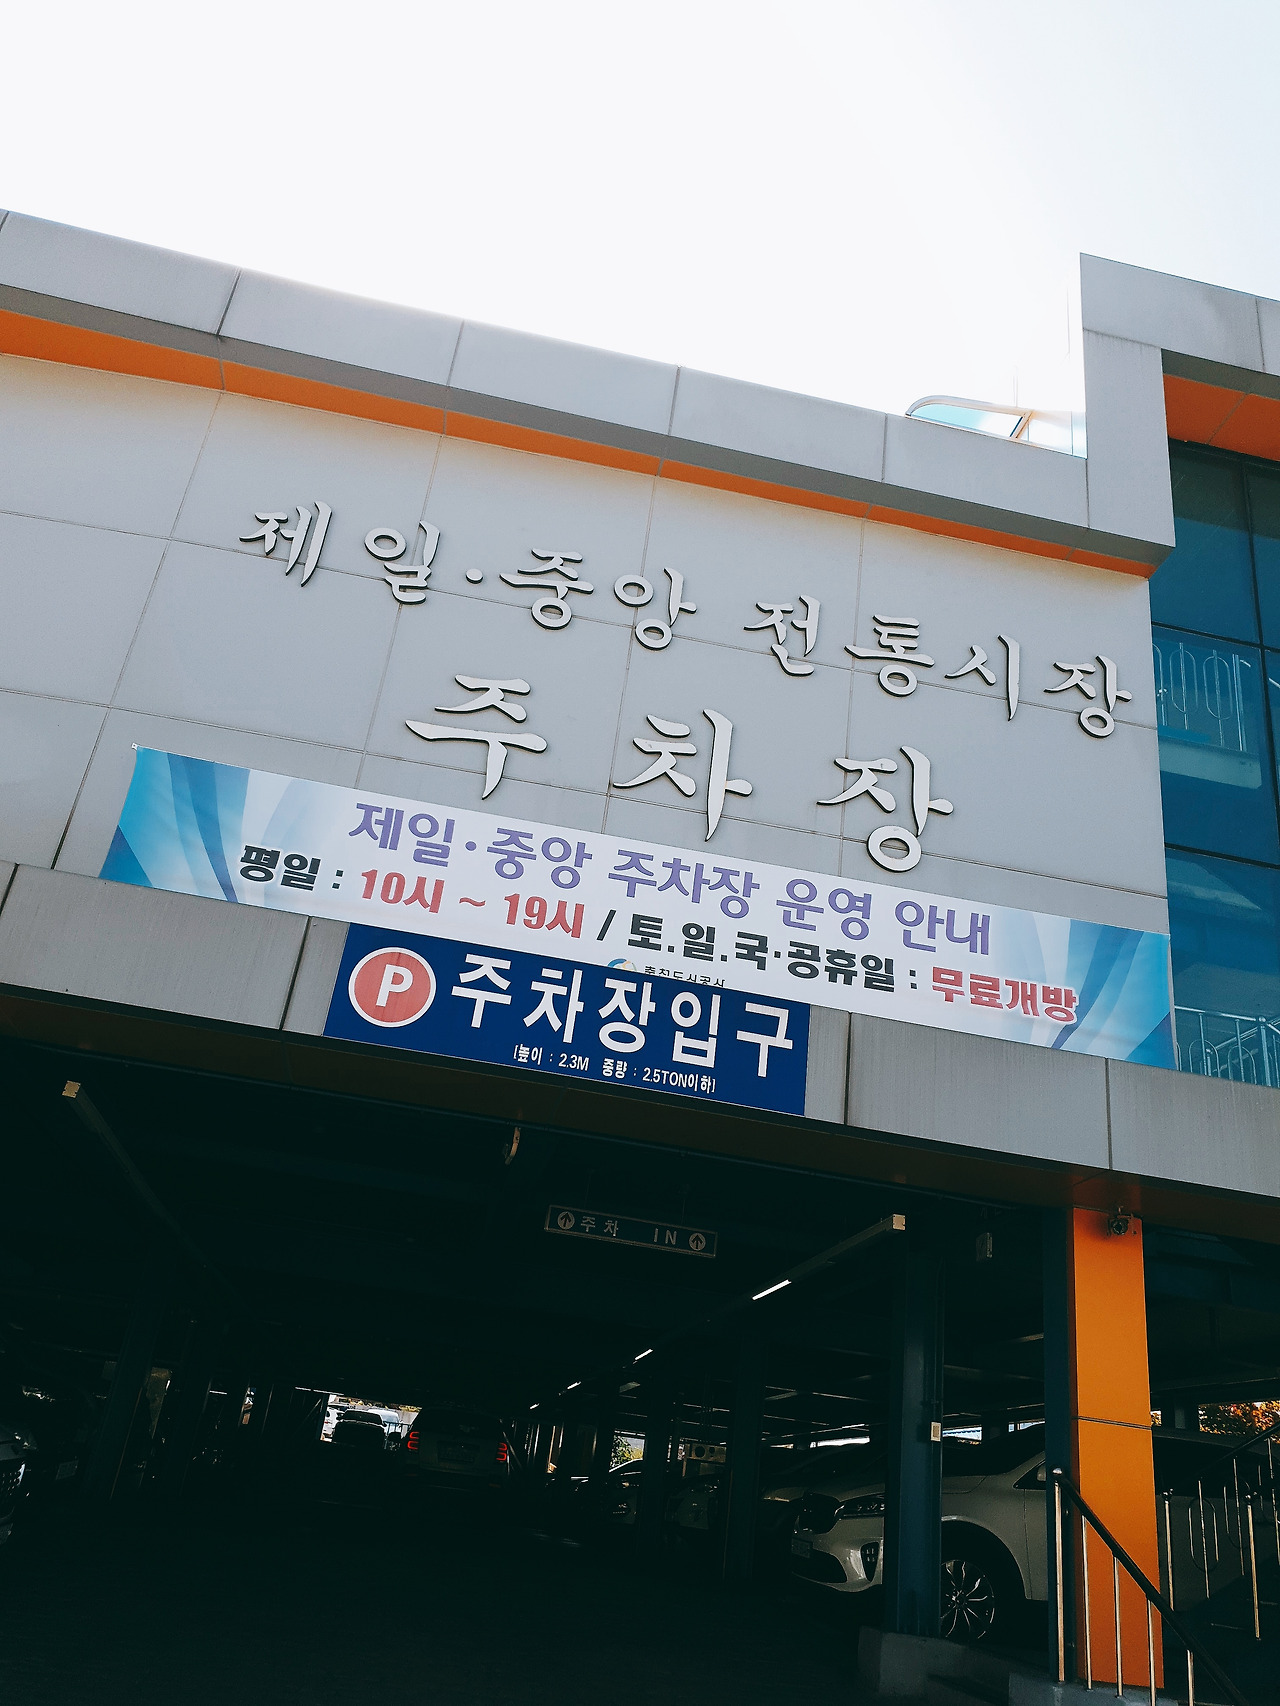 제일·중앙 전통시장
주차장
제일·중앙 주차장 운영 안내
평일 : 10시 ~ 19시 / 토.일.국·공휴일 : 무료개방
P 주차장입구
[높이 : 2.3M 중량 : 2.5TON이하]
주차 IN